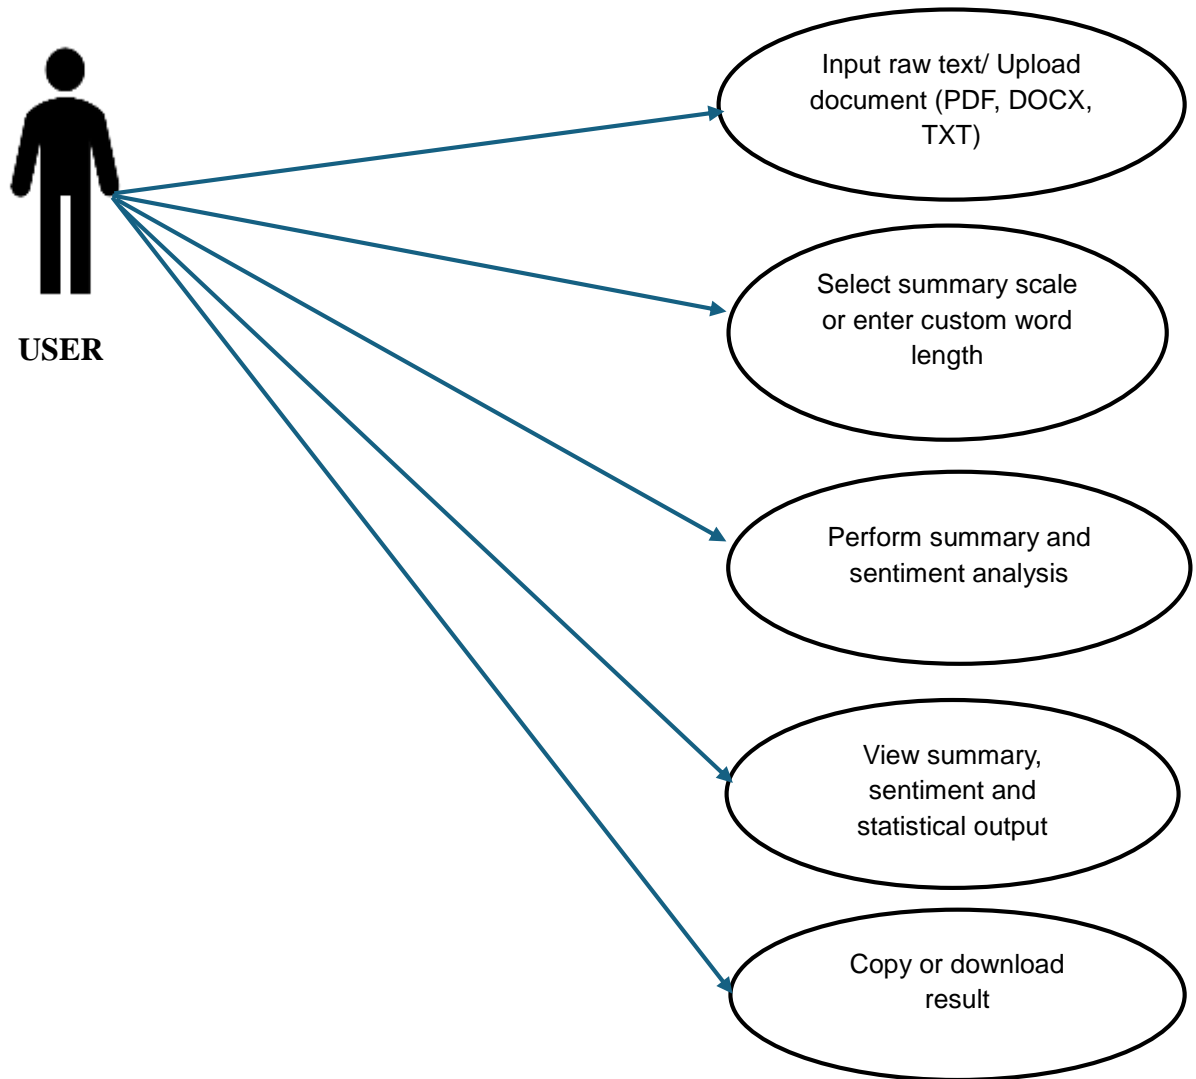 Input raw text/ Upload
document (PDF, DOCX,
TXT)
USER
Select summary scale
or enter custom word
length
Perform summary and
sentiment analysis
View summary,
sentiment and
statistical output
Copy or download
result